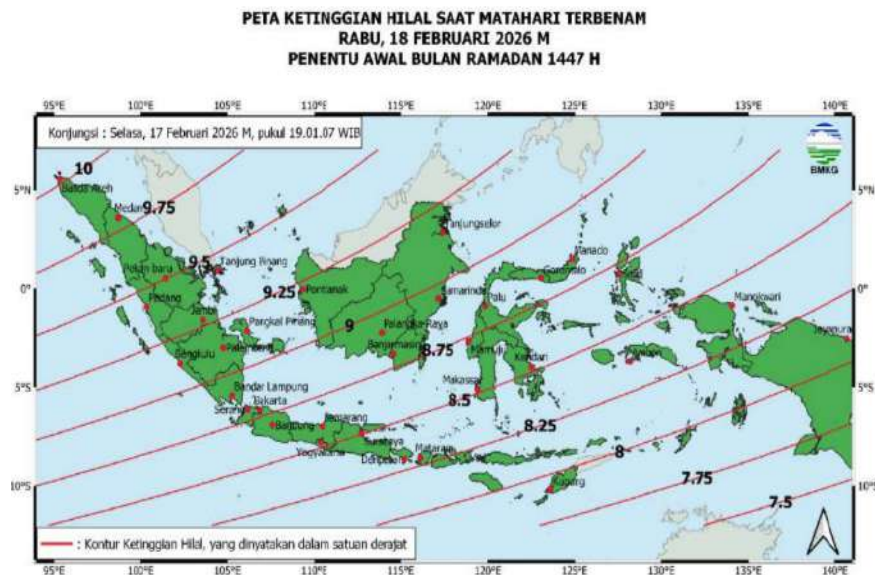 PETA KETINGGIAN HILAL SAAT MATAHARI TERBENAM
RABU, 18 FEBRUARI 2026 M
PENENTU AWAL BULAN RAMADAN 1447 H
95°E 100°E 105°E 110°E 115°E 120°E 125°E 130°E 135°E 140°E
Konjungsi : Selasa, 17 Februari 2026 M, pukul 19.01.07 WIB
BMKG
10
Banda Aceh
5°N 5°N
Medan
9.75
Tanjungselor
9.5
Tanjung Pinang
Manado
Pekan baru
Gorontalo
0° 0°
9.25
Pontianak
Samarinda
Palu
Manokwari
Padang
Jambi
Pangkal Pinang
9
Palangka Raya
Jayapura
Bengkulu
Palembang
Banjarmasin
8.75
Mamuju
Kendari
5°S 5°S
Bandar Lampung
Makassar
8.5
Serang
Jakarta
Bandung
Semarang
8.25
Surabaya
Yogyakarta
Denpasar
Mataram
8
7.75
10°S 10°S
Kupang
7.5
: Kontur Ketinggian Hilal, yang dinyatakan dalam satuan derajat
95°E 100°E 105°E 110°E 115°E 120°E 125°E 130°E 135°E 140°E